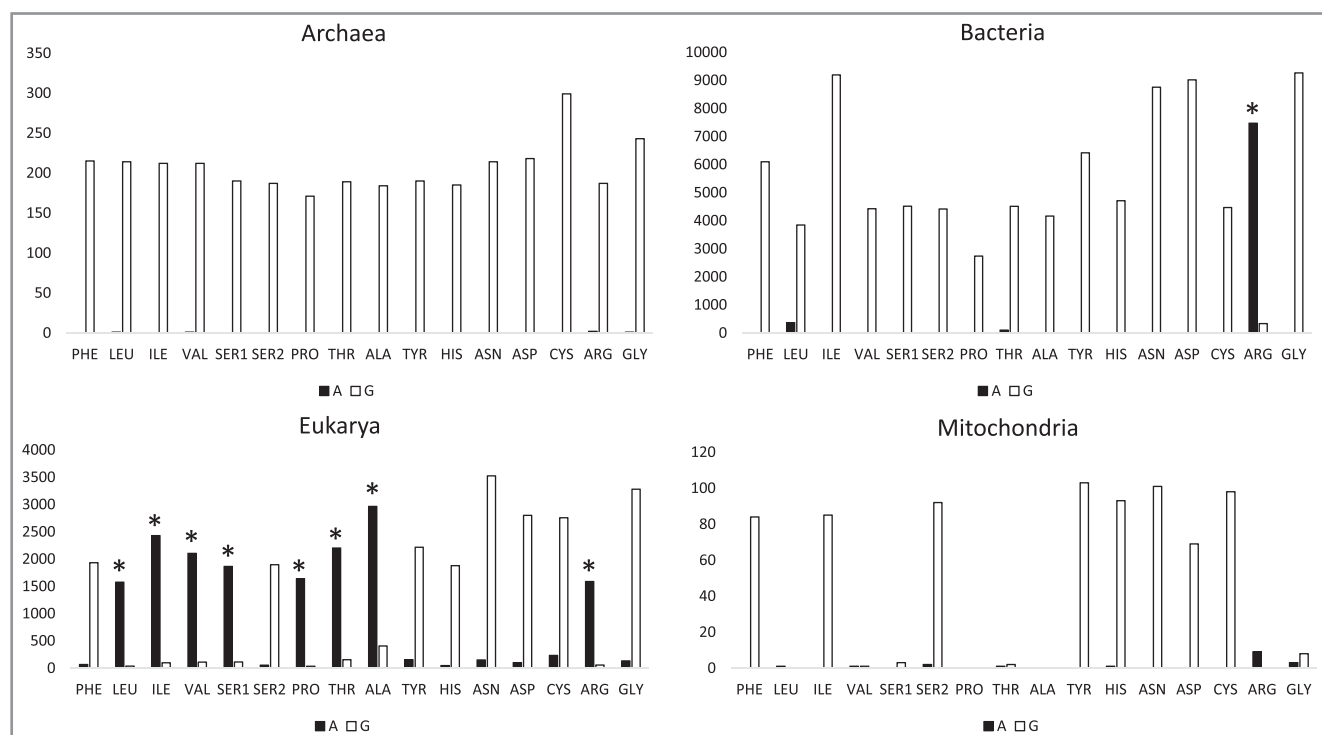 Archaea
350
300
250
200
150
100
50
0
PHE LEU ILE VAL SER1 SER2 PRO THR ALA TYR HIS ASN ASP CYS ARG GLY
A G
Bacteria
10000
9000
8000
7000
6000
5000
4000
3000
2000
1000
0
*
PHE LEU ILE VAL SER1 SER2 PRO THR ALA TYR HIS ASN ASP CYS ARG GLY
A G
Eukarya
4000
3500
3000
2500
2000
1500
1000
500
0
* * * * * * * * *
PHE LEU ILE VAL SER1 SER2 PRO THR ALA TYR HIS ASN ASP CYS ARG GLY
A G
Mitochondria
120
100
80
60
40
20
0
PHE LEU ILE VAL SER1 SER2 PRO THR ALA TYR HIS ASN ASP CYS ARG GLY
A G